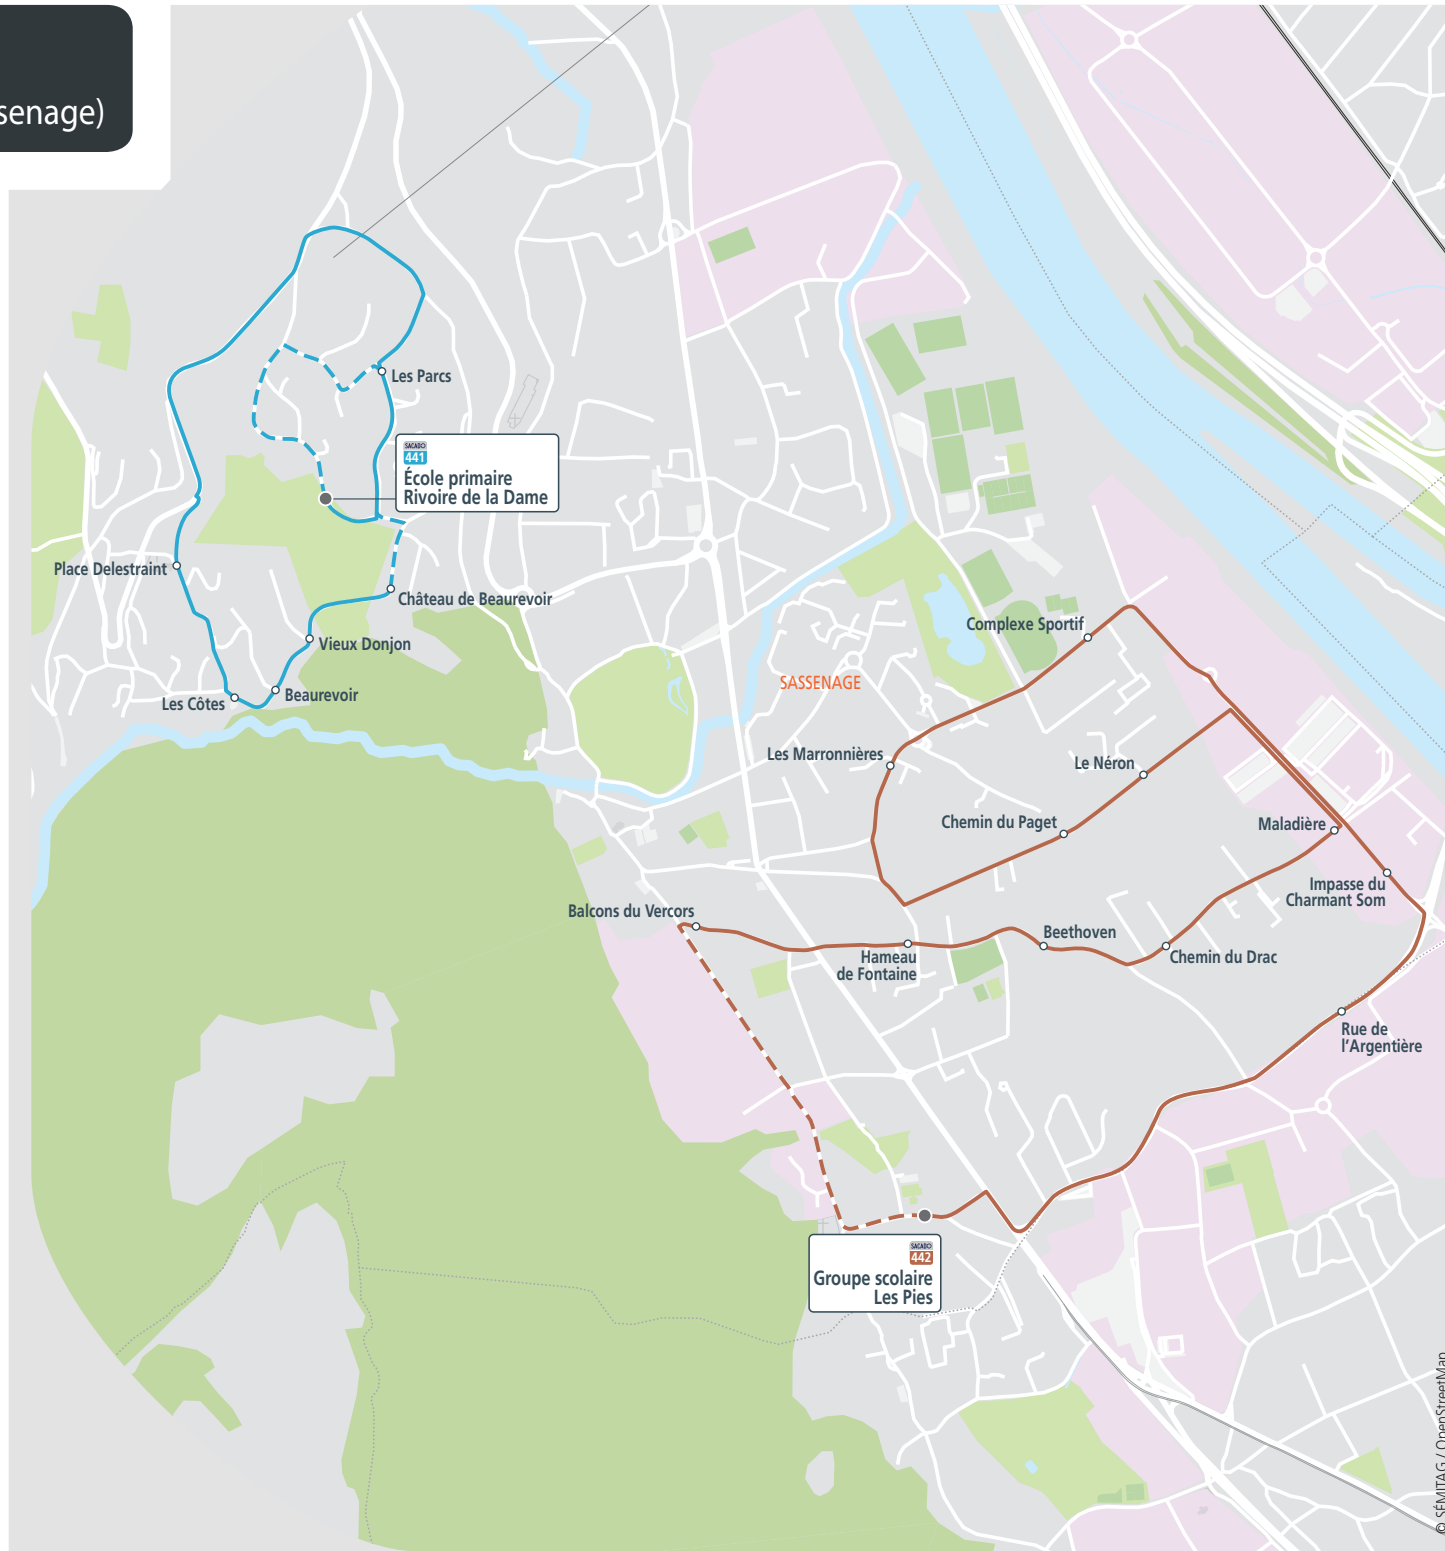 senage)
Les Parcs
SACADO
441
École primaire
Rivoire de la Dame
Place Delestraint
Château de Beaurevoir
Vieux Donjon
Beaurevoir
Les Côtes
Complexe Sportif
SASSENAGE
Les Marronnières
Le Néron
Chemin du Paget
Maladière
Impasse du
Charmant Som
Balcons du Vercors
Beethoven
Hameau
de Fontaine
Chemin du Drac
Rue de
l'Argentière
SACADO
442
Groupe scolaire
Les Pies
© SÉMITAG / OpenStreetMap